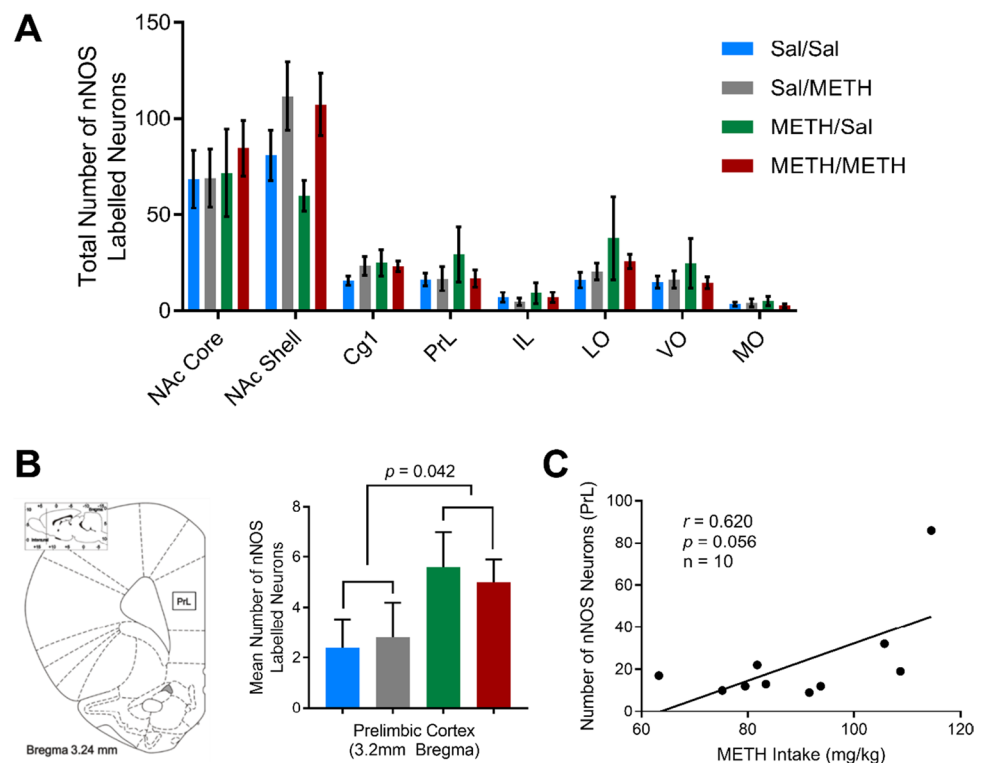 A
150
100
50
0
Total Number of nNOS
Labelled Neurons
Sal/Sal
Sal/METH
METH/Sal
METH/METH
NAc Core
NAc Shell
Cg1
PrL
IL
LO
VO
MO
B
PrL
Bregma 3.24 mm
p = 0.042
8
6
4
2
0
Mean Number of nNOS
Labelled Neurons
Prelimbic Cortex
(3.2mm Bregma)
C
100
80
60
40
20
0
Number of nNOS Neurons (PrL)
r = 0.620
p = 0.056
n = 10
60
80
100
120
METH Intake (mg/kg)